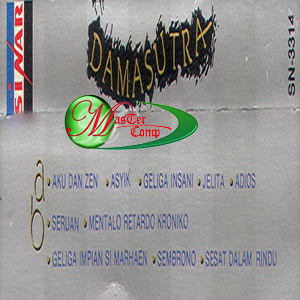 SINAR
DAMASUTRA
SN-3314
MasTer
Comp
AKU DAN ZEN • ASYIK • GELIGA INSANI • JELITA • ADIOS
SERUAN • MENTALO RETARDO KRONIKO
GELIGA IMPIAN SI MARHAEN • SEMBRONO • SESAT DALAM RINDU